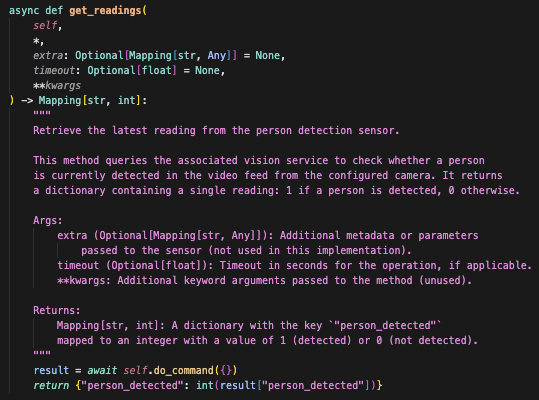 async def get_readings(
    self,
    *,
    extra: Optional[Mapping[str, Any]] = None,
    timeout: Optional[float] = None,
    **kwargs
) -> Mapping[str, int]:
    """
    Retrieve the latest reading from the person detection sensor.

    This method queries the associated vision service to check whether a person
    is currently detected in the video feed from the configured camera. It returns
    a dictionary containing a single reading: 1 if a person is detected, 0 otherwise.

    Args:
        extra (Optional[Mapping[str, Any]]): Additional metadata or parameters
            passed to the sensor (not used in this implementation).
        timeout (Optional[float]): Timeout in seconds for the operation, if applicable.
        **kwargs: Additional keyword arguments passed to the method (unused).

    Returns:
        Mapping[str, int]: A dictionary with the key `"person_detected"`
        mapped to an integer with a value of 1 (detected) or 0 (not detected).
    """
    result = await self.do_command({})
    return {"person_detected": int(result["person_detected"])}